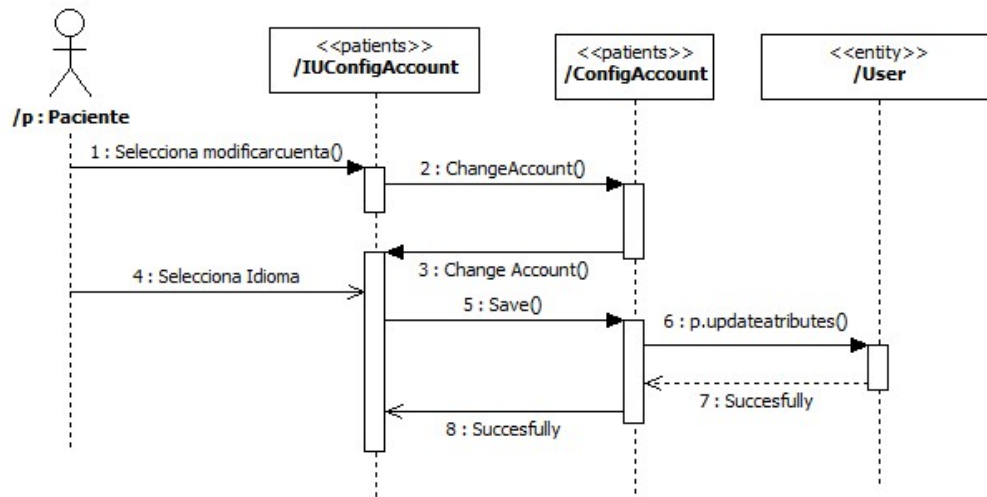 <<patients>>
/IUConfigAccount
<<patients>>
/ConfigAccount
<<entity>>
/User
/p : Paciente
1 : Selecciona modificarcuenta()
2 : ChangeAccount()
3 : Change Account()
4 : Selecciona Idioma
5 : Save()
6 : p.updateatributes()
7 : Succesfully
8 : Succesfully